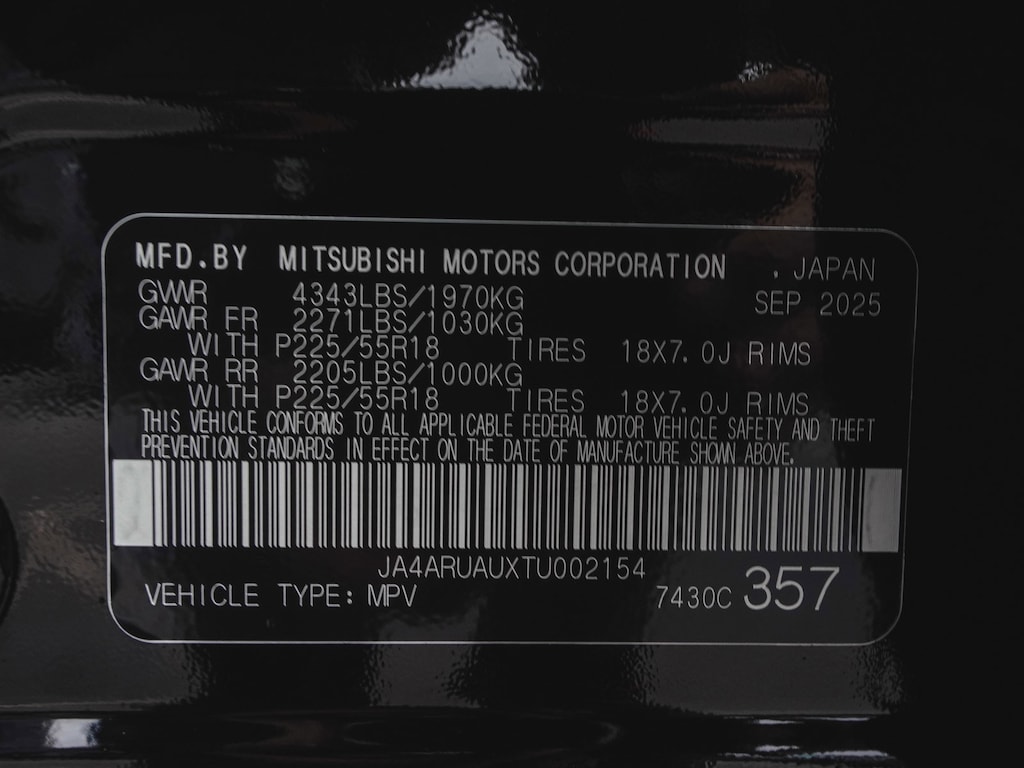 MFD.BY MITSUBISHI MOTORS CORPORATION . JAPAN
GVWR 4343LBS/1970KG SEP 2025
GAWR FR 2271LBS/1030KG
WITH P225/55R18 TIRES 18X7.0J RIMS
GAWR RR 2205LBS/1000KG
WITH P225/55R18 TIRES 18X7.0J RIMS
THIS VEHICLE CONFORMS TO ALL APPLICABLE FEDERAL MOTOR VEHICLE SAFETY AND THEFT
PREVENTION STANDARDS IN EFFECT ON THE DATE OF MANUFACTURE SHOWN ABOVE.
JA4ARUAUXTU002154
VEHICLE TYPE: MPV 7430C 357